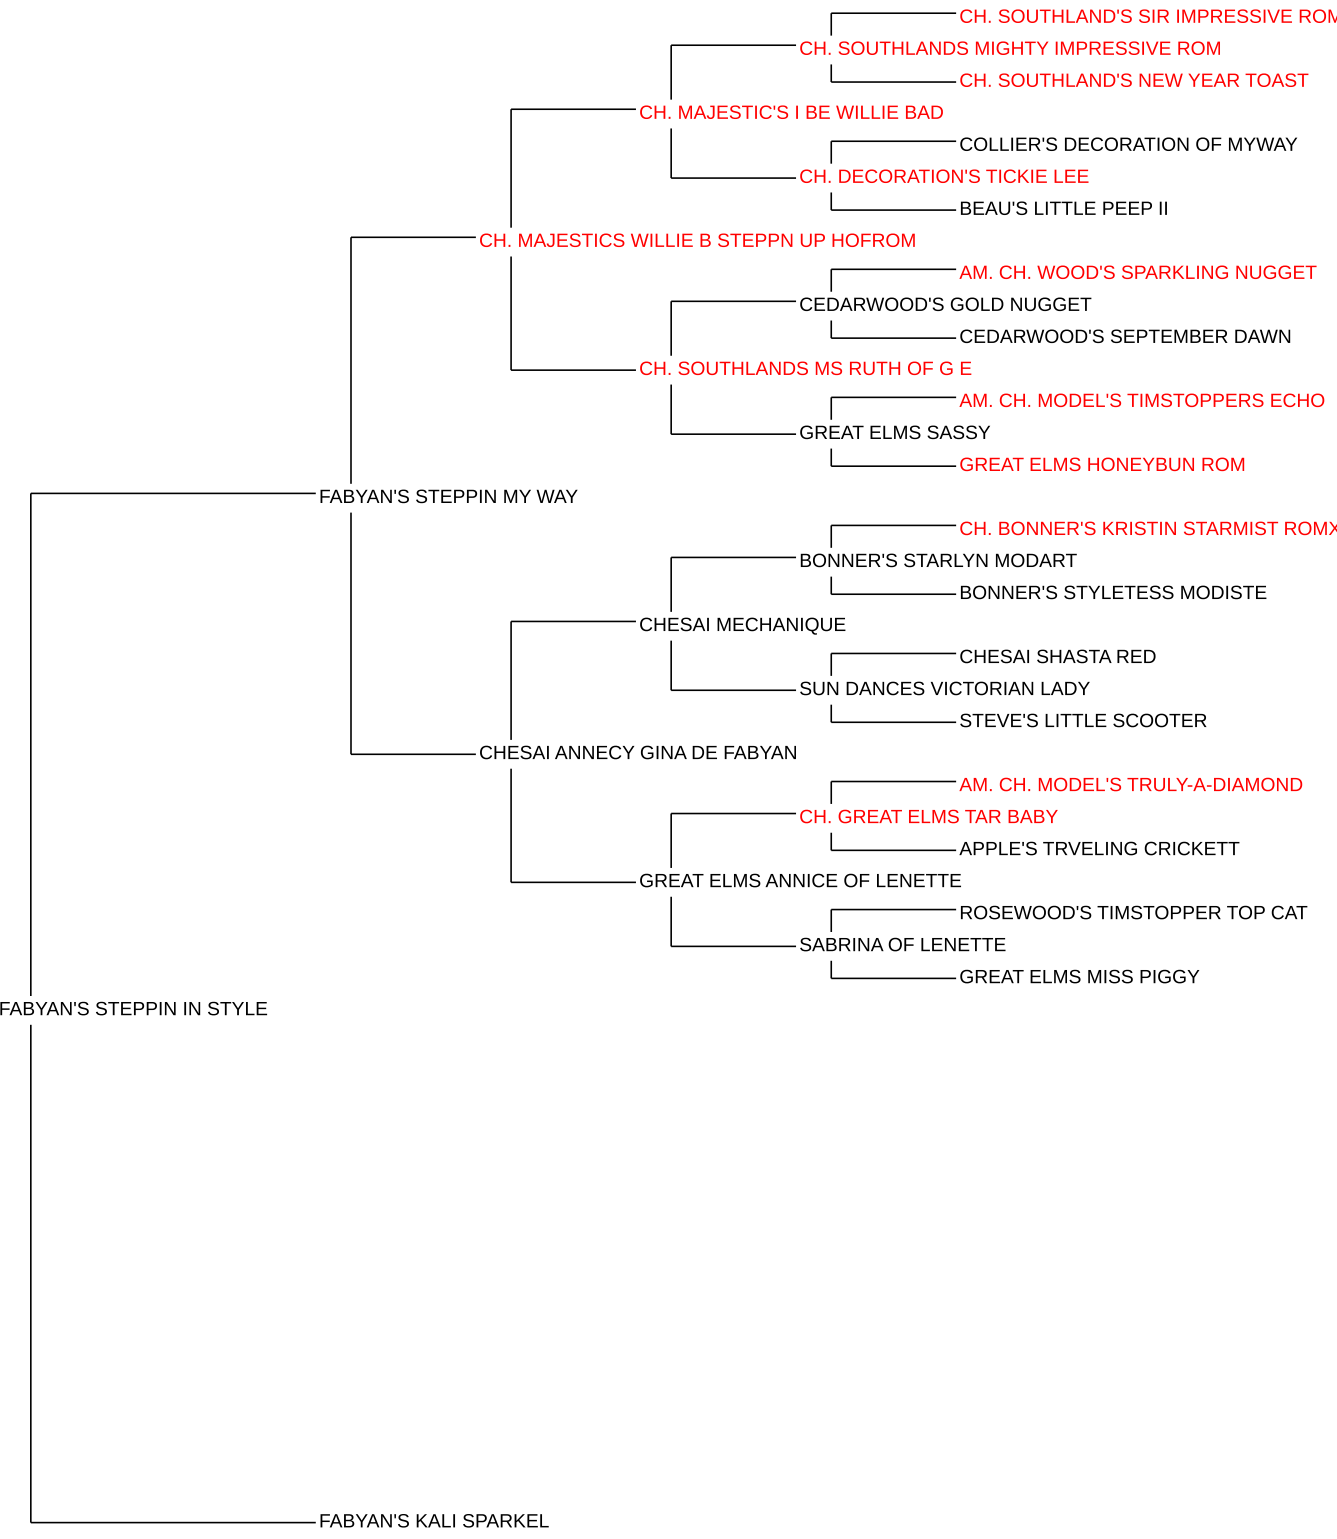 CH. SOUTHLAND'S SIR IMPRESSIVE ROM
CH. SOUTHLANDS MIGHTY IMPRESSIVE ROM
CH. SOUTHLAND'S NEW YEAR TOAST
CH. MAJESTIC'S I BE WILLIE BAD
COLLIER'S DECORATION OF MYWAY
CH. DECORATION'S TICKIE LEE
BEAU'S LITTLE PEEP II
CH. MAJESTICS WILLIE B STEPPN UP HOFROM
AM. CH. WOOD'S SPARKLING NUGGET
CEDARWOOD'S GOLD NUGGET
CEDARWOOD'S SEPTEMBER DAWN
CH. SOUTHLANDS MS RUTH OF G E
AM. CH. MODEL'S TIMSTOPPERS ECHO
GREAT ELMS SASSY
GREAT ELMS HONEYBUN ROM
FABYAN'S STEPPIN MY WAY
CH. BONNER'S KRISTIN STARMIST ROMX
BONNER'S STARLYN MODART
BONNER'S STYLETESS MODISTE
CHESAI MECHANIQUE
CHESAI SHASTA RED
SUN DANCES VICTORIAN LADY
STEVE'S LITTLE SCOOTER
CHESAI ANNECY GINA DE FABYAN
AM. CH. MODEL'S TRULY-A-DIAMOND
CH. GREAT ELMS TAR BABY
APPLE'S TRVELING CRICKETT
GREAT ELMS ANNICE OF LENETTE
ROSEWOOD'S TIMSTOPPER TOP CAT
SABRINA OF LENETTE
GREAT ELMS MISS PIGGY
FABYAN'S STEPPIN IN STYLE
FABYAN'S KALI SPARKEL